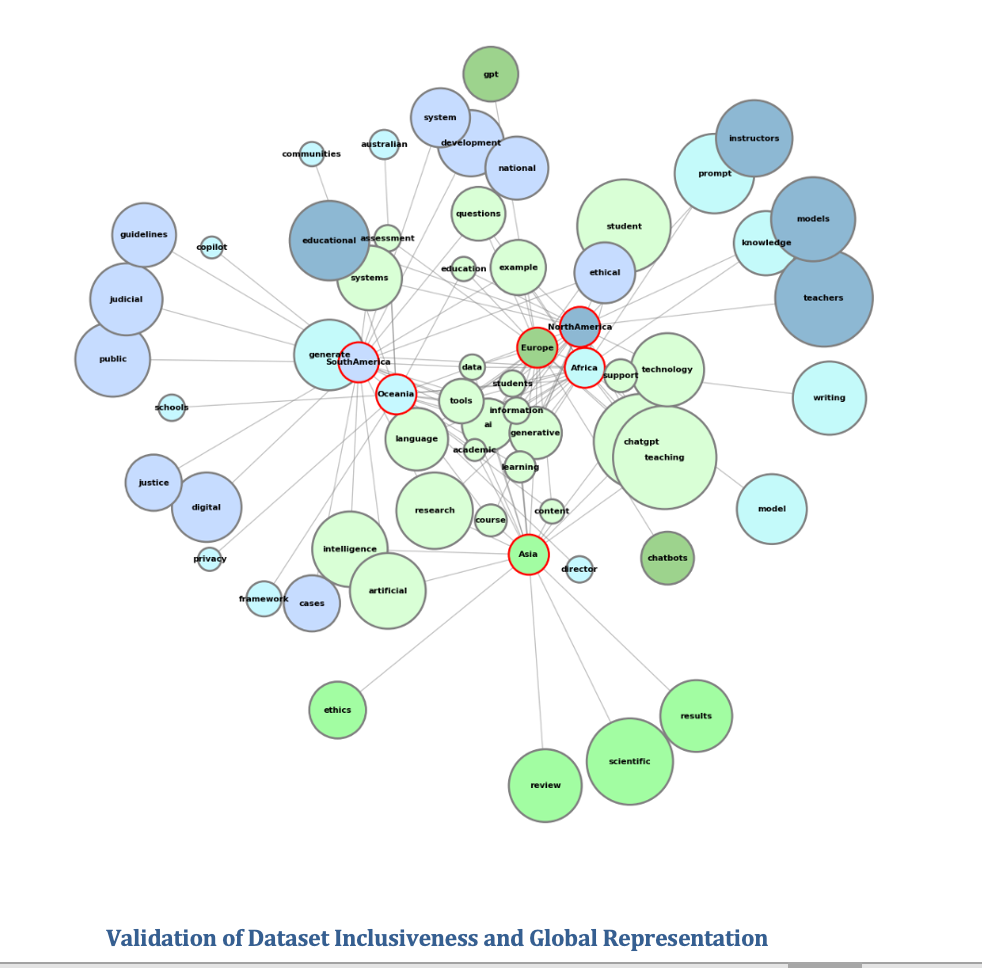 gpt
system
development
australian
communities
national
instructors
prompt
questions
models
student
knowledge
guidelines
copilot
educational
assessment
systems
education
example
ethical
judicial
teachers
NorthAmerica
Europe
generate
SouthAmerica
public
data
Africa
support
technology
students
Oceania
writing
tools
schools
information
ai
generative
language
academic
chatgpt
teaching
learning
justice
digital
research
course
content
model
intelligence
Asia
privacy
director
chatbots
artificial
framework
cases
ethics
results
scientific
review
Validation of Dataset Inclusiveness and Global Representation